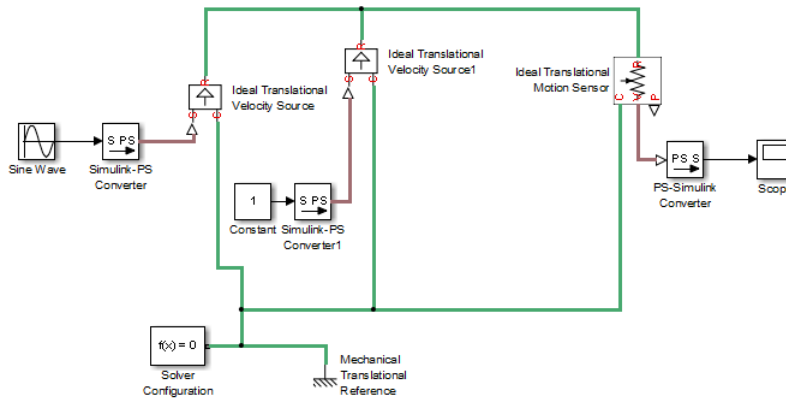 Ideal Translational
Velocity Source1
R
S
C
Ideal Translational
Velocity Source
R
S
C
Ideal Translational
Motion Sensor
R
C
V
P
Sine Wave
S PS
Simulink-PS
Converter
1
Constant
S PS
Simulink-PS
Converter1
PS S
PS-Simulink
Converter
Scop
f(x) = 0
Solver
Configuration
Mechanical
Translational
Reference